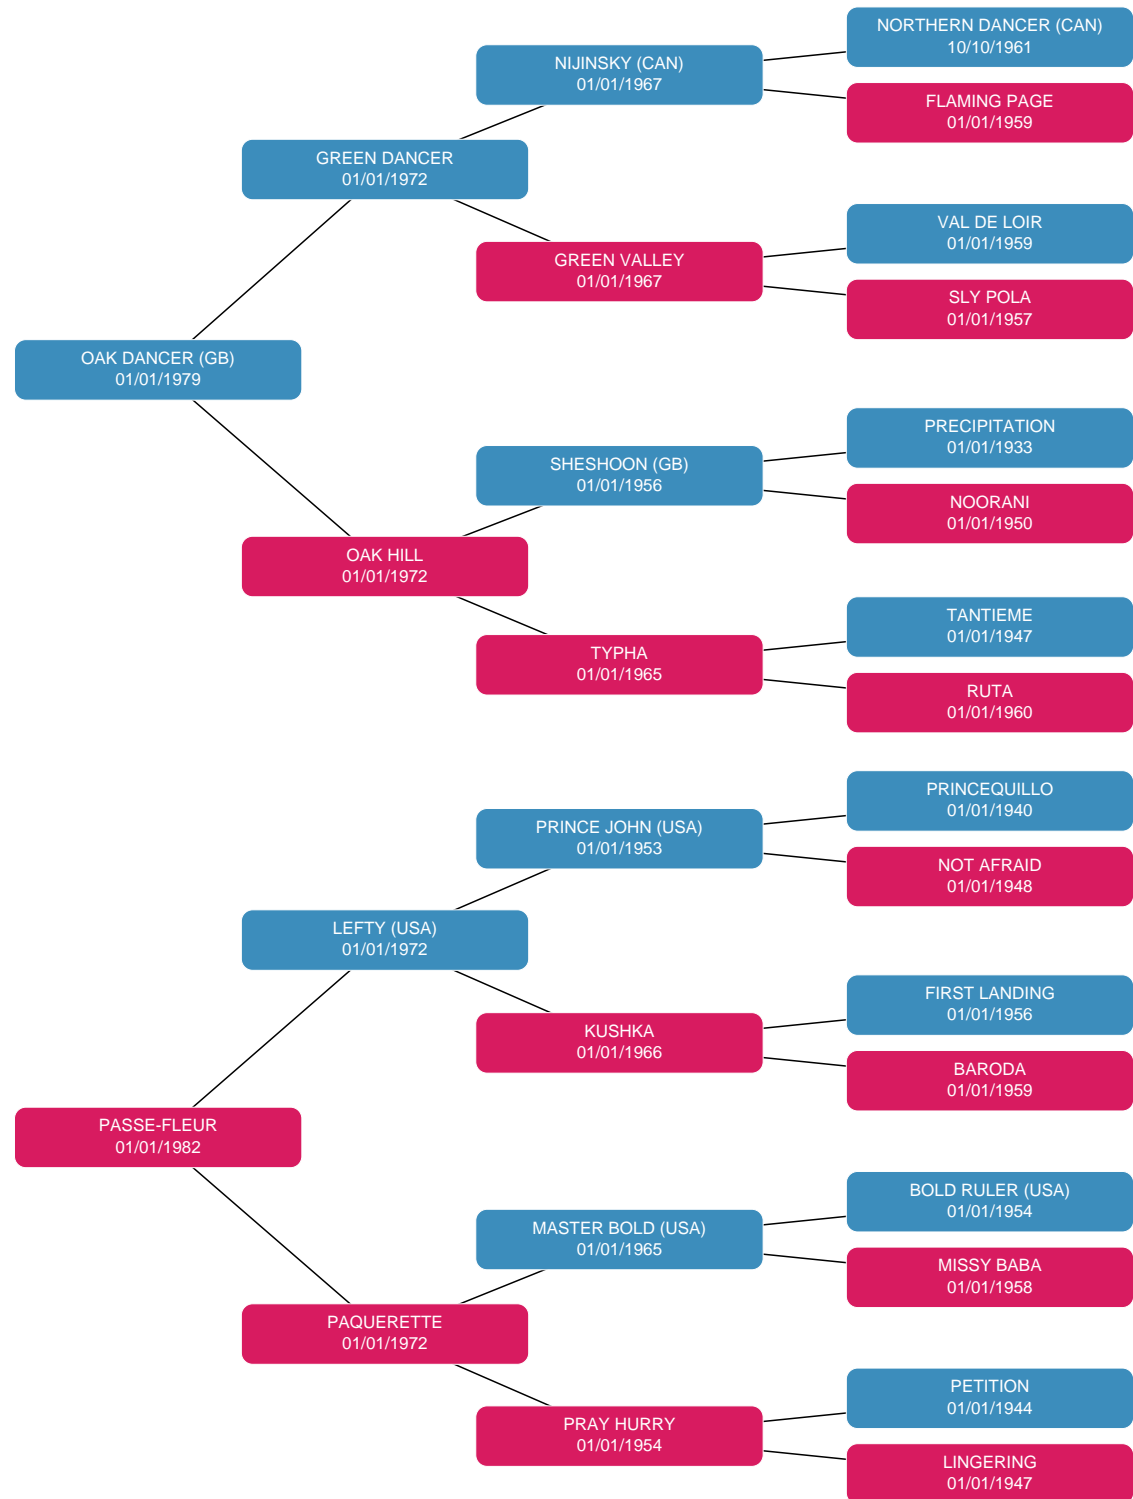 NORTHERN DANCER (CAN)
10/10/1961
NIJINSKY (CAN)
01/01/1967
FLAMING PAGE
01/01/1959
GREEN DANCER
01/01/1972
VAL DE LOIR
01/01/1959
GREEN VALLEY
01/01/1967
SLY POLA
01/01/1957
OAK DANCER (GB)
01/01/1979
PRECIPITATION
01/01/1933
SHESHOON (GB)
01/01/1956
NOORANI
01/01/1950
OAK HILL
01/01/1972
TANTIEME
01/01/1947
TYPHA
01/01/1965
RUTA
01/01/1960
PRINCEQUILLO
01/01/1940
PRINCE JOHN (USA)
01/01/1953
NOT AFRAID
01/01/1948
LEFTY (USA)
01/01/1972
FIRST LANDING
01/01/1956
KUSHKA
01/01/1966
BARODA
01/01/1959
PASSE-FLEUR
01/01/1982
BOLD RULER (USA)
01/01/1954
MASTER BOLD (USA)
01/01/1965
MISSY BABA
01/01/1958
PAQUERETTE
01/01/1972
PETITION
01/01/1944
PRAY HURRY
01/01/1954
LINGERING
01/01/1947